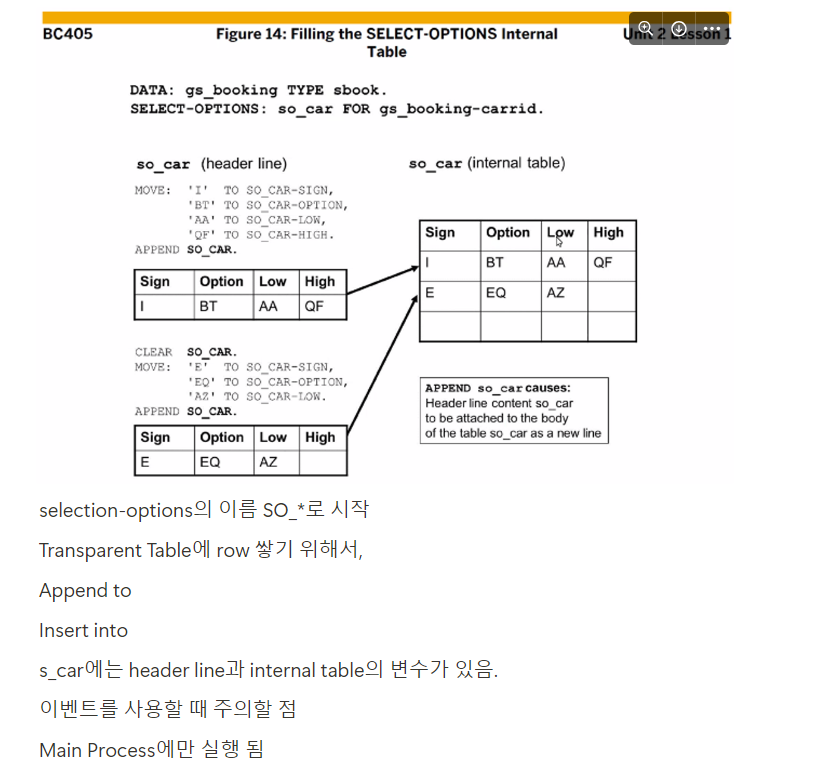 BC405
Figure 14: Filling the SELECT-OPTIONS Internal
Table
Unit 2 Lesson 1
DATA: gs_booking TYPE sbook.
SELECT-OPTIONS: so_car FOR gs_booking-carrid.
so_car (header line)
MOVE: 'I' TO SO_CAR-SIGN,
'BT' TO SO_CAR-OPTION,
'AA' TO SO_CAR-LOW,
'QF' TO SO_CAR-HIGH.
APPEND SO_CAR.
Sign Option Low High
I BT AA QF
CLEAR SO_CAR.
MOVE: 'E' TO SO_CAR-SIGN,
'EQ' TO SO_CAR-OPTION,
'AZ' TO SO_CAR-LOW.
APPEND SO_CAR.
Sign Option Low High
E EQ AZ
so_car (internal table)
Sign Option Low High
I BT AA QF
E EQ AZ
APPEND so_car causes:
Header line content so_car
to be attached to the body
of the table so_car as a new line
selection-options의 이름 SO_*로 시작
Transparent Table에 row 쌓기 위해서,
Append to
Insert into
s_car에는 header line과 internal table의 변수가 있음.
이벤트를 사용할 때 주의할 점
Main Process에만 실행 됨